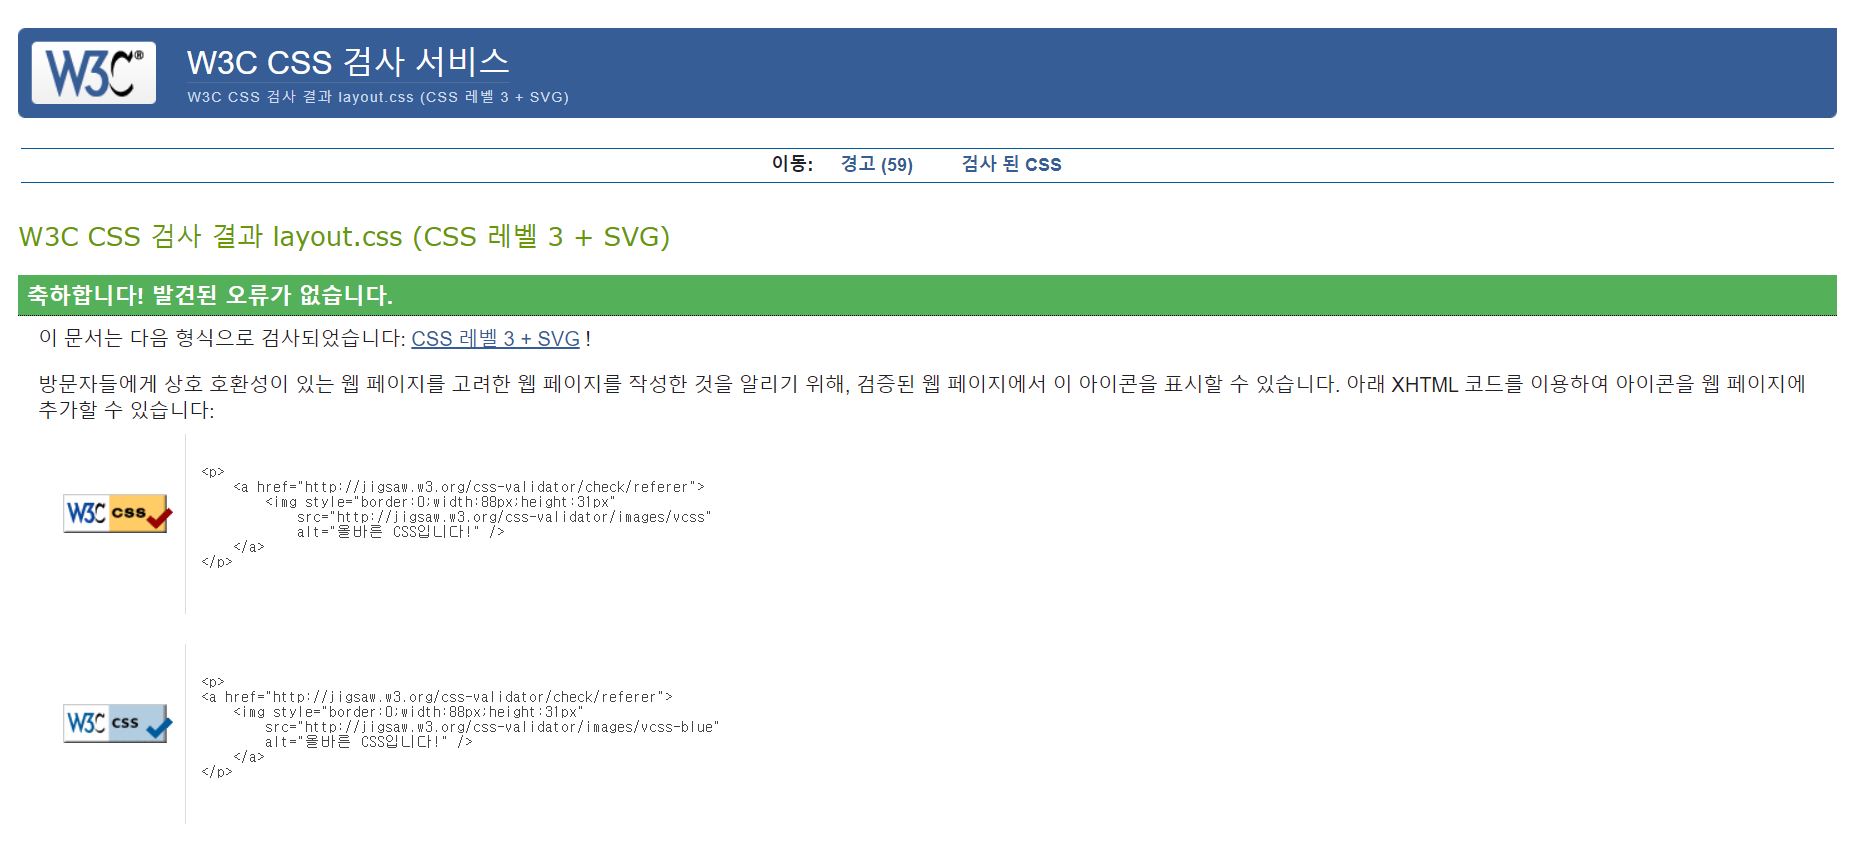 W3C®
W3C CSS 검사 서비스
W3C CSS 검사 결과 layout.css (CSS 레벨 3 + SVG)
이동: 경고 (59) 검사 된 CSS
W3C CSS 검사 결과 layout.css (CSS 레벨 3 + SVG)
축하합니다! 발견된 오류가 없습니다.
이 문서는 다음 형식으로 검사되었습니다: CSS 레벨 3 + SVG !
방문자들에게 상호 호환성이 있는 웹 페이지를 고려한 웹 페이지를 작성한 것을 알리기 위해, 검증된 웹 페이지에서 이 아이콘을 표시할 수 있습니다. 아래 XHTML 코드를 이용하여 아이콘을 웹 페이지에
추가할 수 있습니다:
W3C css
<p>
<a href="http://jigsaw.w3.org/css-validator/check/referer">
<img style="border:0;width:88px;height:31px"
src="http://jigsaw.w3.org/css-validator/images/vcss"
alt="올바른 CSS입니다!" />
</a>
</p>
W3C css
<p>
<a href="http://jigsaw.w3.org/css-validator/check/referer">
<img style="border:0;width:88px;height:31px"
src="http://jigsaw.w3.org/css-validator/images/vcss-blue"
alt="올바른 CSS입니다!" />
</a>
</p>